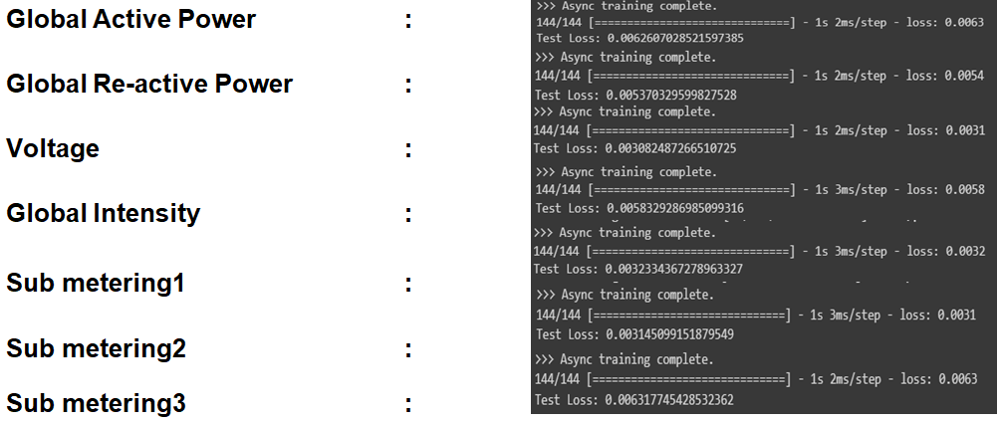 Global Active Power :
>>> Async training complete.
144/144 [==============================] - 1s 2ms/step - loss: 0.0063
Test Loss: 0.0062607028521597385
Global Re-active Power :
>>> Async training complete.
144/144 [==============================] - 1s 2ms/step - loss: 0.0054
Test Loss: 0.005370329599827528
Voltage :
>>> Async training complete.
144/144 [==============================] - 1s 2ms/step - loss: 0.0031
Test Loss: 0.003082487266510725
Global Intensity :
>>> Async training complete.
144/144 [==============================] - 1s 3ms/step - loss: 0.0058
Test Loss: 0.0058329286985099316
Sub metering1 :
>>> Async training complete.
144/144 [==============================] - 1s 3ms/step - loss: 0.0032
Test Loss: 0.0032334367278963327
Sub metering2 :
>>> Async training complete.
144/144 [==============================] - 1s 3ms/step - loss: 0.0031
Test Loss: 0.003145099151879549
Sub metering3 :
>>> Async training complete.
144/144 [==============================] - 1s 2ms/step - loss: 0.0063
Test Loss: 0.006317745428532362